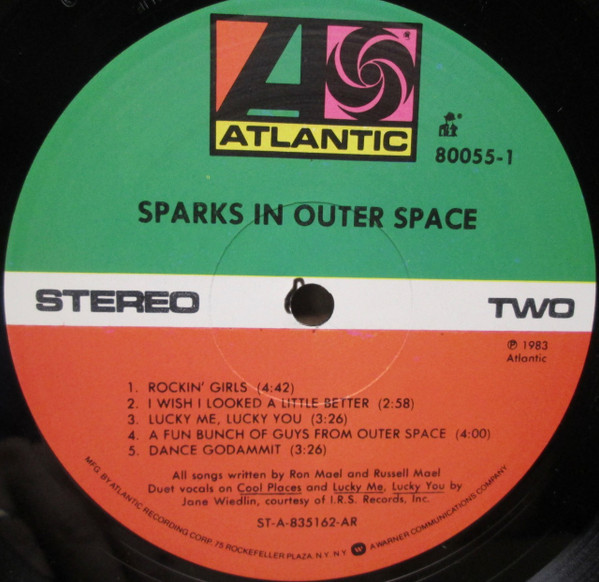 ATLANTIC
80055-1
SPARKS IN OUTER SPACE
STEREO
TWO
℗ 1983
Atlantic
1. ROCKIN' GIRLS (4:42)
2. I WISH I LOOKED A LITTLE BETTER (2:58)
3. LUCKY ME, LUCKY YOU (3:26)
4. A FUN BUNCH OF GUYS FROM OUTER SPACE (4:00)
5. DANCE GODAMMIT (3:26)
All songs written by Ron Mael and Russell Mael
Duet vocals on Cool Places and Lucky Me, Lucky You by
Jane Wiedlin, courtesy of I.R.S. Records, Inc.
ST-A-835162-AR
MFG. BY ATLANTIC RECORDING CORP. 75 ROCKEFELLER PLAZA. N.Y. N.Y. A WARNER COMMUNICATIONS COMPANY